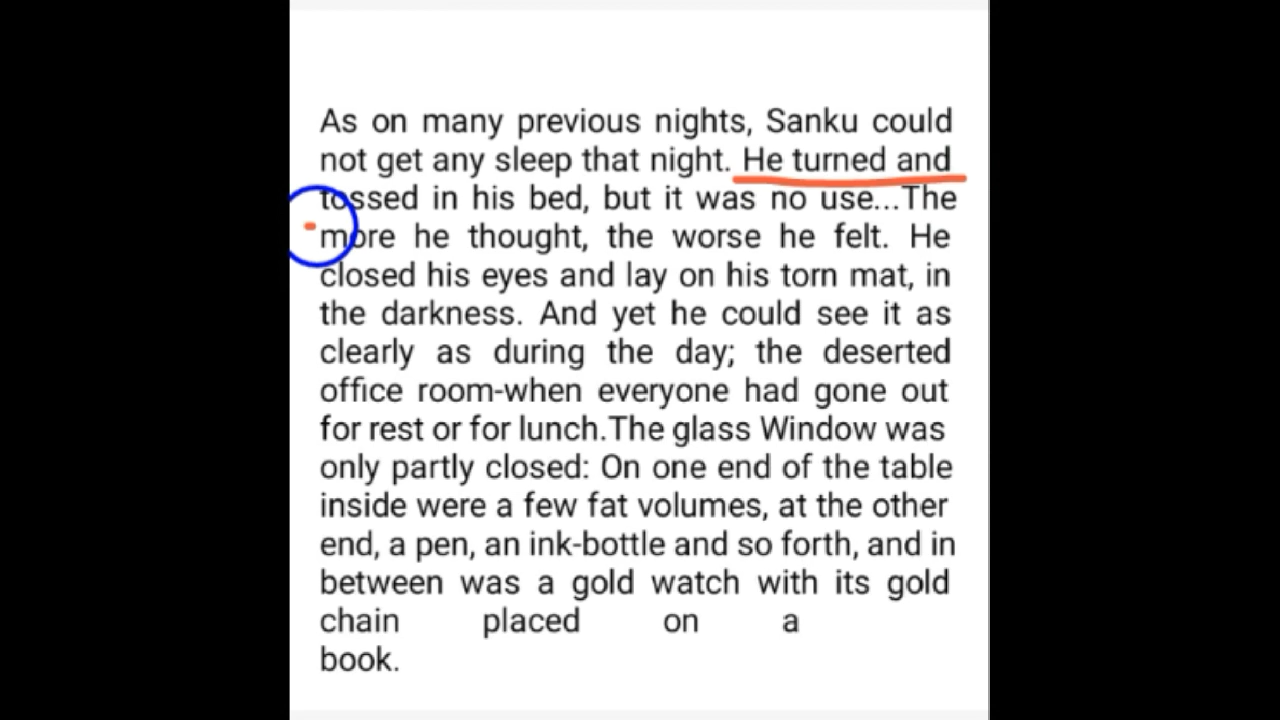 As on many previous nights, Sanku could
not get any sleep that night. He turned and
tossed in his bed, but it was no use...The
more he thought, the worse he felt. He
closed his eyes and lay on his torn mat, in
the darkness. And yet he could see it as
clearly as during the day; the deserted
office room-when everyone had gone out
for rest or for lunch.The glass Window was
only partly closed: On one end of the table
inside were a few fat volumes, at the other
end, a pen, an ink-bottle and so forth, and in
between was a gold watch with its gold
chain placed on a
book.